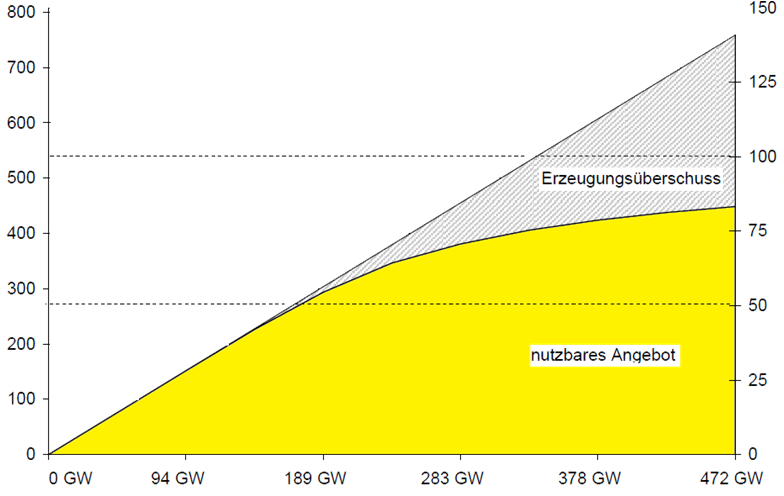 800
700
600
500
400
300
200
100
0
150
125
100
75
50
25
0
Erzeugungsüberschuss
nutzbares Angebot
0 GW
94 GW
189 GW
283 GW
378 GW
472 GW